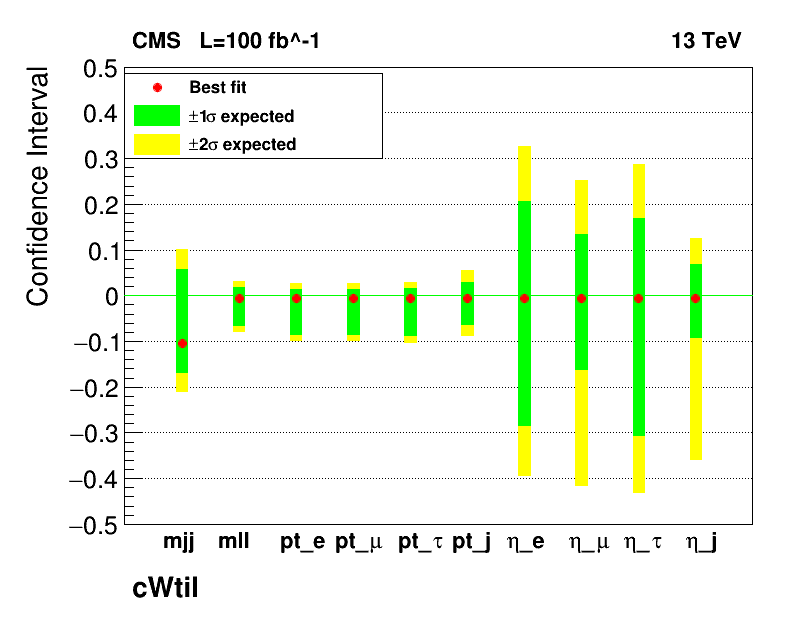 CMS L=100 fb^-1 13 TeV
Confidence Interval
Best fit
±1σ expected
±2σ expected
0.5
0.4
0.3
0.2
0.1
0
−0.1
−0.2
−0.3
−0.4
−0.5
mjj mll pt_e pt_μ pt_τ pt_j η_e η_μ η_τ η_j
cWtil